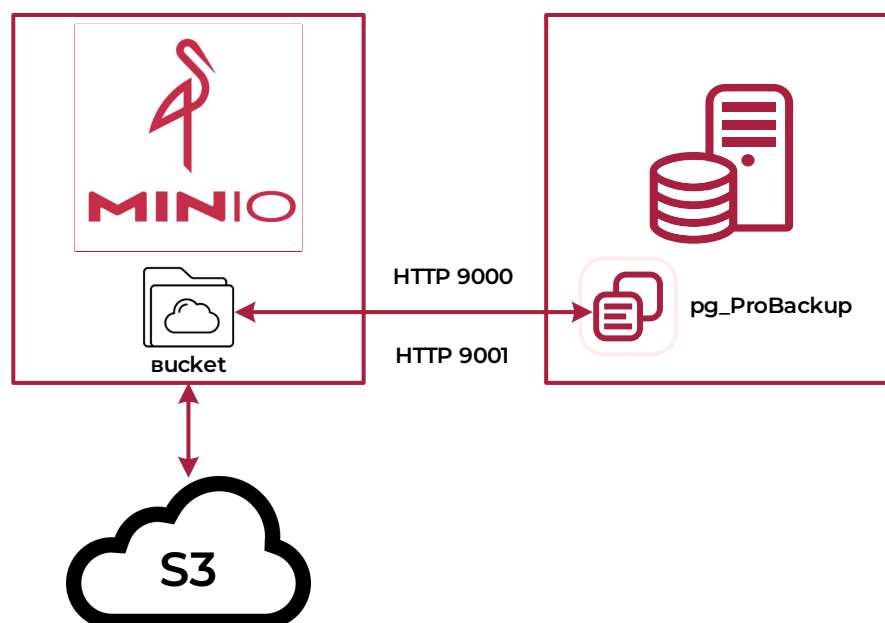 MINIO
HTTP 9000
pg_ProBackup
HTTP 9001
вucket
S3